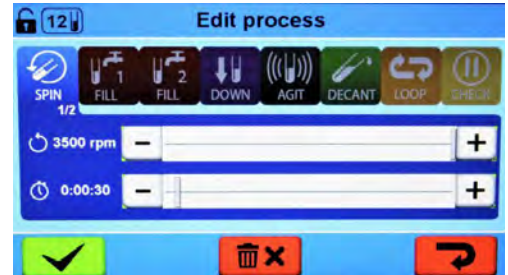 12 Edit process
SPIN 1 FILL 2 FILL DOWN AGIT DECANT LOOP CHECK
1/2
3500 rpm - +
0:00:30 - +